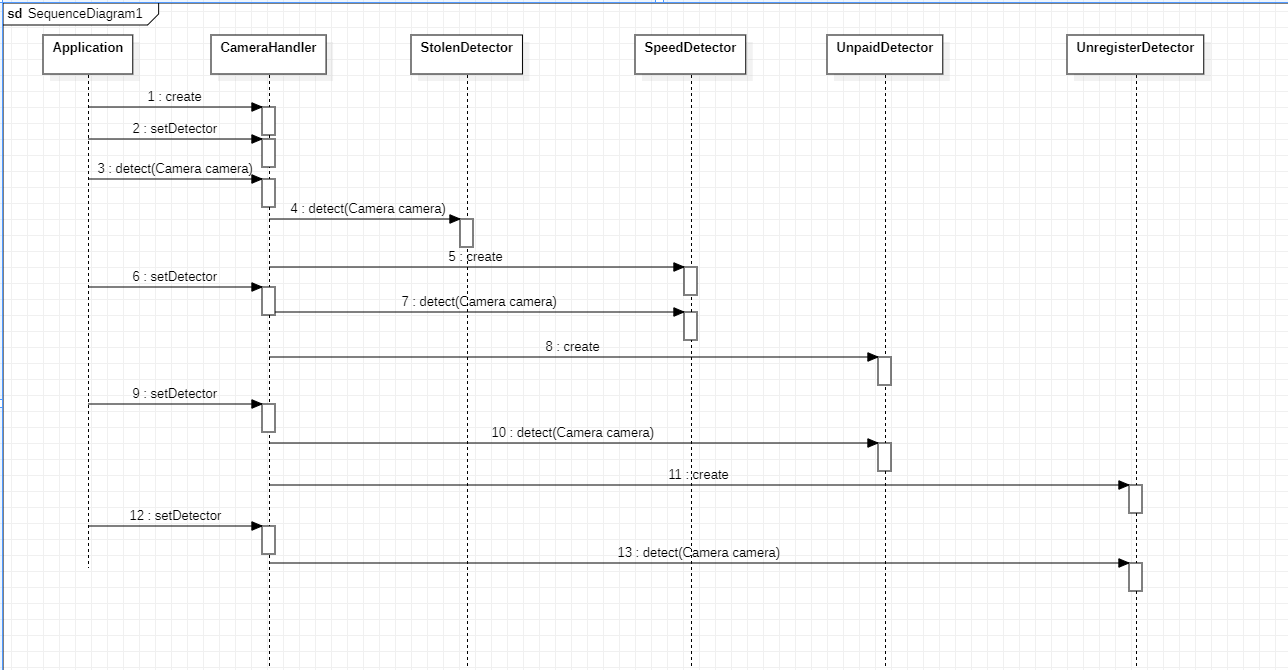 sd SequenceDiagram1
Application CameraHandler StolenDetector SpeedDetector UnpaidDetector UnregisterDetector
1 : create
2 : setDetector
3 : detect(Camera camera)
4 : detect(Camera camera)
5 : create
6 : setDetector
7 : detect(Camera camera)
8 : create
9 : setDetector
10 : detect(Camera camera)
11 : create
12 : setDetector
13 : detect(Camera camera)